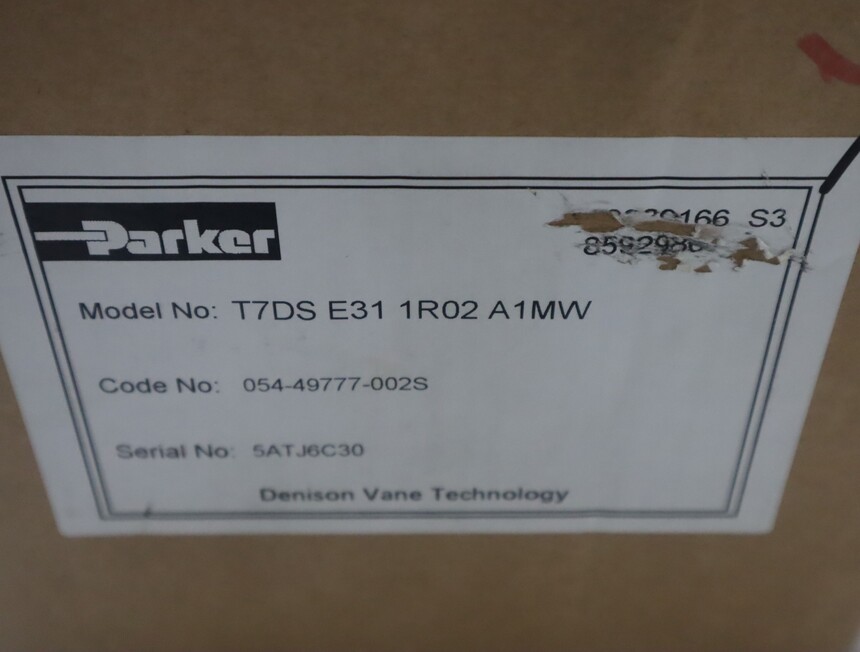 Parker
S3
Model No: T7DS E31 1R02 A1MW
Code No: 054-49777-002S
Serial No: 5ATJ6C30
Denison Vane Technology